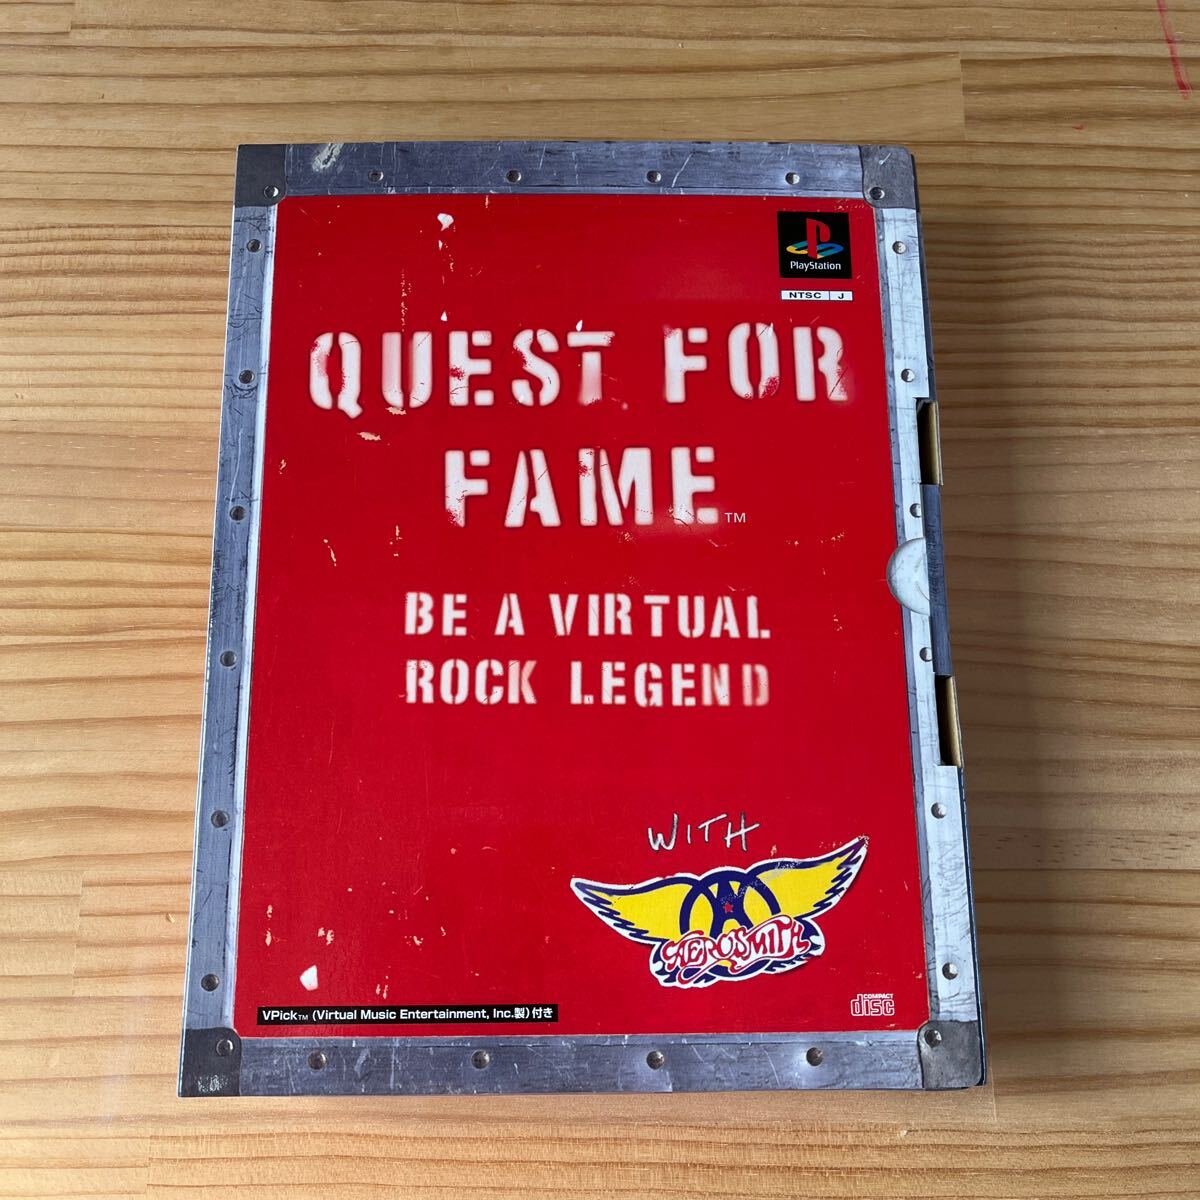 PlayStation
NTSC J
QUEST FOR
FAME™
BE A VIRTUAL
ROCK LEGEND
WITH
AEROSMITH
COMPACT
disc
VPick™ (Virtual Music Entertainment, Inc.製)付き